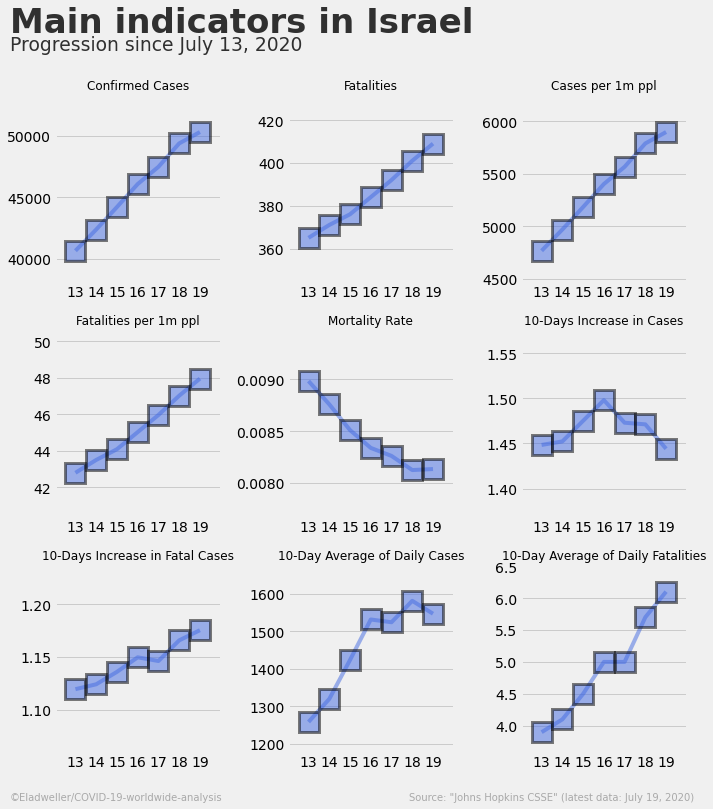 Main indicators in Israel
Progression since July 13, 2020
Confirmed Cases
50000
45000
40000
13 14 15 16 17 18 19
Fatalities
420
400
380
360
13 14 15 16 17 18 19
Cases per 1m ppl
6000
5500
5000
4500
13 14 15 16 17 18 19
Fatalities per 1m ppl
50
48
46
44
42
13 14 15 16 17 18 19
Mortality Rate
0.0090
0.0085
0.0080
13 14 15 16 17 18 19
10-Days Increase in Cases
1.55
1.50
1.45
1.40
13 14 15 16 17 18 19
10-Days Increase in Fatal Cases
1.20
1.15
1.10
13 14 15 16 17 18 19
10-Day Average of Daily Cases
1600
1500
1400
1300
1200
13 14 15 16 17 18 19
10-Day Average of Daily Fatalities
6.5
6.0
5.5
5.0
4.5
4.0
13 14 15 16 17 18 19
©Eladweller/COVID-19-worldwide-analysis
Source: "Johns Hopkins CSSE" (latest data: July 19, 2020)